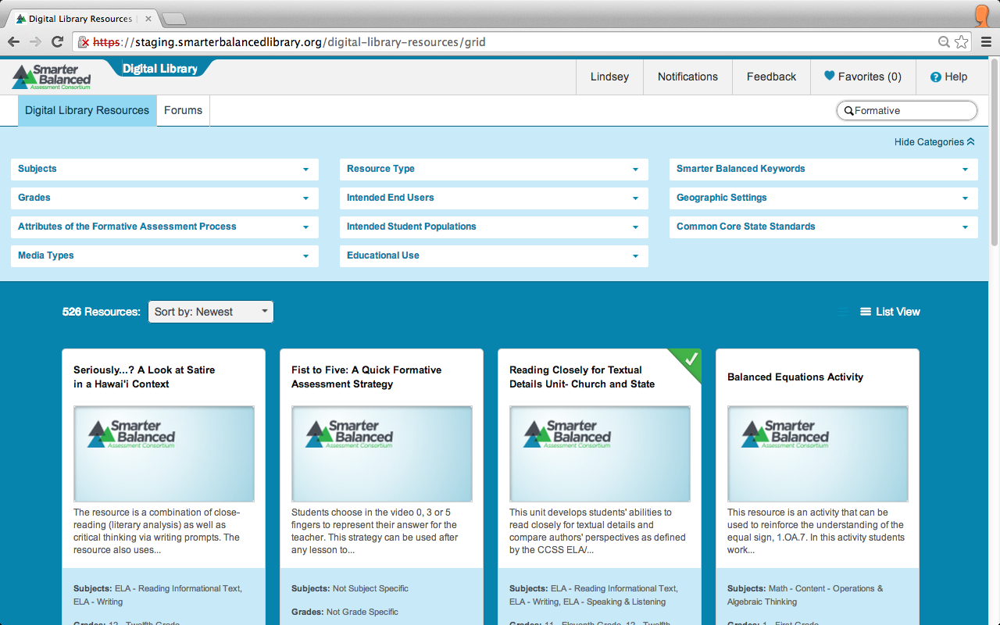 Digital Library Resources
https://staging.smarterbalancedlibrary.org/digital-library-resources/grid
Smarter Balanced Assessment Consortium
Digital Library
Lindsey
Notifications
Feedback
Favorites (0)
? Help
Digital Library Resources
Forums
Formative
Hide Categories
Subjects
Resource Type
Smarter Balanced Keywords
Grades
Intended End Users
Geographic Settings
Attributes of the Formative Assessment Process
Intended Student Populations
Common Core State Standards
Media Types
Educational Use
526 Resources:
Sort by: Newest
List View
Seriously...? A Look at Satire
in a Hawai'i Context
Smarter
Balanced
Assessment Consortium
The resource is a combination of close-
reading (literary analysis) as well as
critical thinking via writing prompts. The
resource also uses...
Subjects: ELA - Reading Informational Text,
ELA - Writing
Grades: 12 - Twelfth Grade
Fist to Five: A Quick Formative
Assessment Strategy
Smarter
Balanced
Assessment Consortium
Students choose in the video 0, 3 or 5
fingers to represent their answer for the
teacher. This strategy can be used after
any lesson to...
Subjects: Not Subject Specific
Grades: Not Grade Specific
Reading Closely for Textual
Details Unit- Church and State
Smarter
Balanced
Assessment Consortium
This unit develops students' abilities to
read closely for textual details and
compare authors' perspectives as defined
by the CCSS ELA/...
Subjects: ELA - Reading Informational Text,
ELA - Writing, ELA - Speaking & Listening
Grades: 11 - Eleventh Grade, 12 - Twelfth
Balanced Equations Activity
Smarter
Balanced
Assessment Consortium
This resource is an activity that can be
used to reinforce the understanding of the
equal sign, 1.OA.7. In this activity students
work...
Subjects: Math - Content - Operations &
Algebraic Thinking
Grades: 1 - First Grade